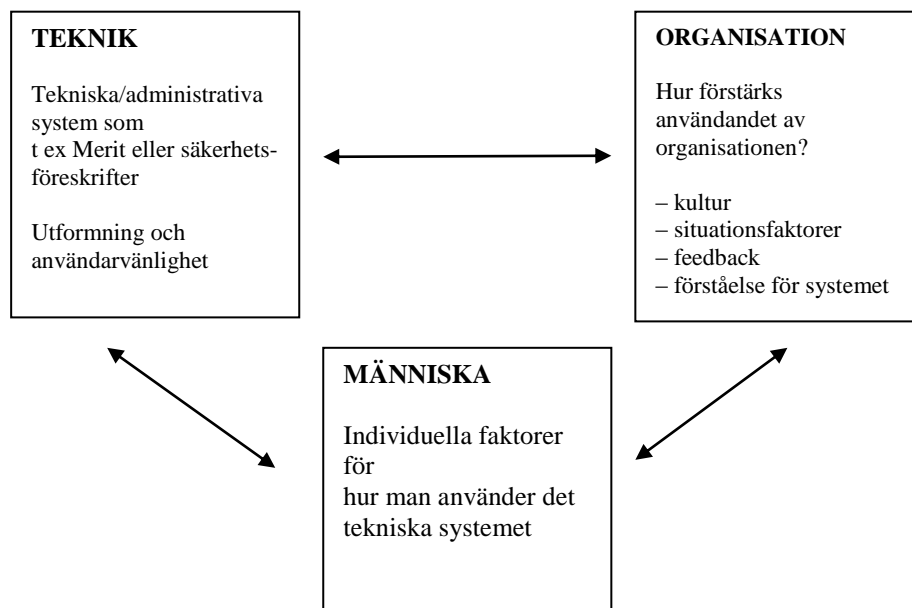 TEKNIK
Tekniska/administrativa
system som
t ex Merit eller säkerhets-
föreskrifter
Utformning och
användarvänlighet
ORGANISATION
Hur förstärks
användandet av
organisationen?
– kultur
– situationsfaktorer
– feedback
– förståelse för systemet
MÄNNISKA
Individuella faktorer
för
hur man använder det
tekniska systemet